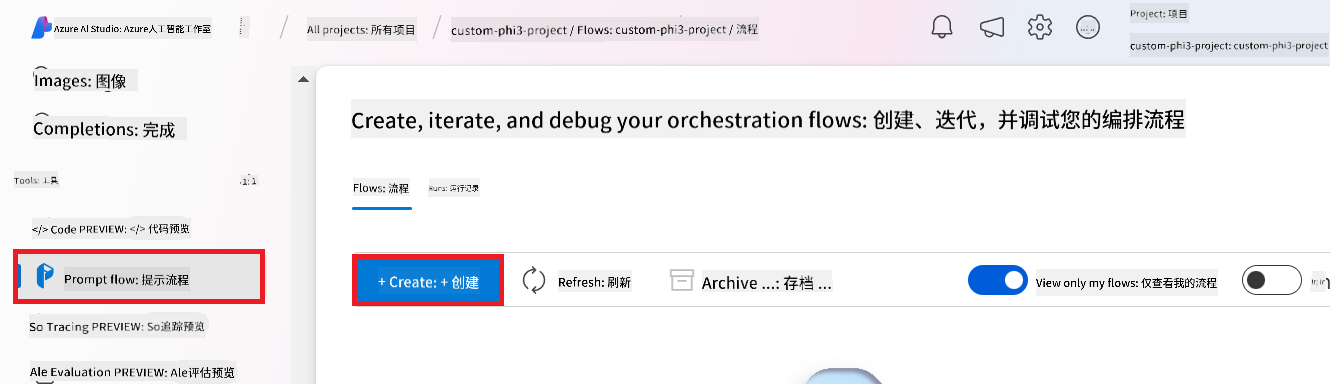 Azure AI Studio: Azure人工智能工作室
All projects: 所有项目
custom-phi3-project / Flows: custom-phi3-project / 流程
Project: 项目
custom-phi3-project: custom-phi3-project
Images: 图像
Completions: 完成
Tools: 工具
</> Code PREVIEW: </> 代码预览
Prompt flow: 提示流程
So Tracing PREVIEW: So追踪预览
Ale Evaluation PREVIEW: Ale评估预览
Create, iterate, and debug your orchestration flows: 创建、迭代，并调试您的编排流程
Flows: 流程
Runs: 运行记录
+ Create: + 创建
Refresh: 刷新
Archive ...: 存档 ...
View only my flows: 仅查看我的流程